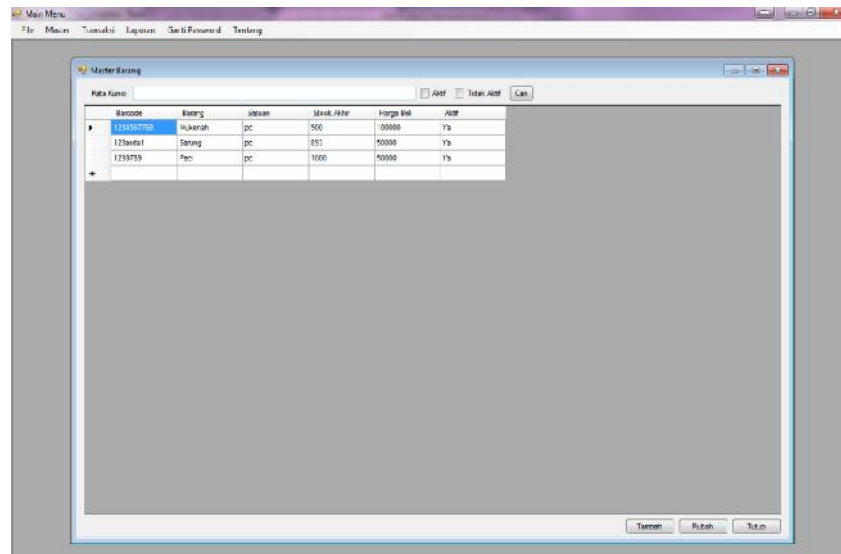 Main Menu
File Master Transaksi Laporan Ganti Password Tentang
Master Barang
Kata Kunci Aktif Tidak Aktif Cari
Barcode Barang Satuan Stock Akhir Harga Beli Aktif
Mukenah pc 900 100000 Ya
Sarung pc 50000 Ya
Peci pc 1000 50000 Ya
Tambah Rubah Tutup